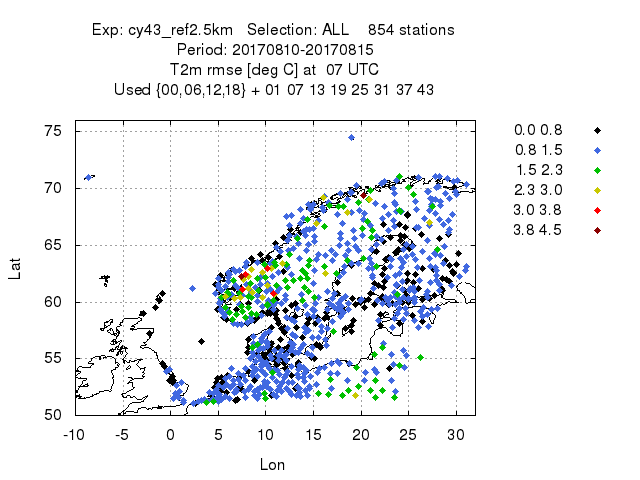 Exp: cy43_ref2.5km   Selection: ALL    854 stations
Period: 20170810-20170815
T2m rmse [deg C] at  07 UTC
Used {00,06,12,18} + 01 07 13 19 25 31 37 43
75
70
65
60
55
50
Lat
-10 -5 0 5 10 15 20 25 30
Lon
0.0 0.8
0.8 1.5
1.5 2.3
2.3 3.0
3.0 3.8
3.8 4.5